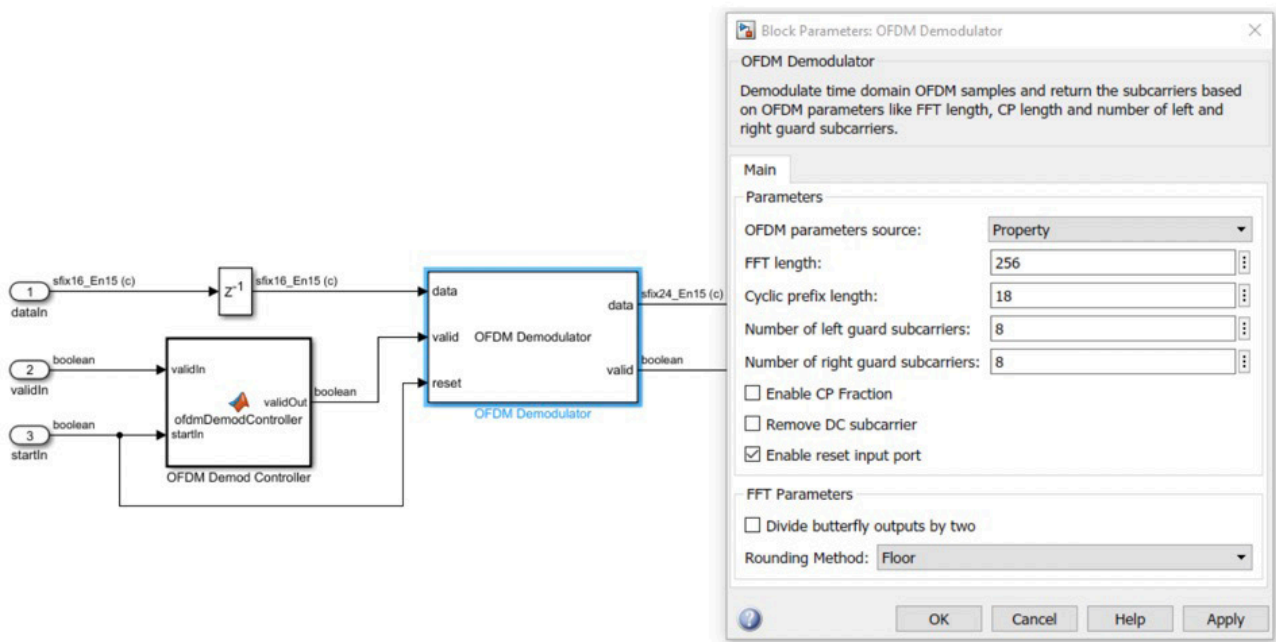 sfix16_En15 (c)
1
dataIn
z-1
sfix16_En15 (c)
boolean
2
validIn
boolean
3
startIn
validIn
validOut
ofdmDemodController
startIn
OFDM Demod Controller
boolean
data
data
valid
OFDM Demodulator
valid
reset
OFDM Demodulator
sfix24_En15 (c)
boolean
Block Parameters: OFDM Demodulator
OFDM Demodulator
Demodulate time domain OFDM samples and return the subcarriers based
on OFDM parameters like FFT length, CP length and number of left and
right guard subcarriers.
Main
Parameters
OFDM parameters source: Property
FFT length: 256
Cyclic prefix length: 18
Number of left guard subcarriers: 8
Number of right guard subcarriers: 8
Enable CP Fraction
Remove DC subcarrier
Enable reset input port
FFT Parameters
Divide butterfly outputs by two
Rounding Method: Floor
OK Cancel Help Apply